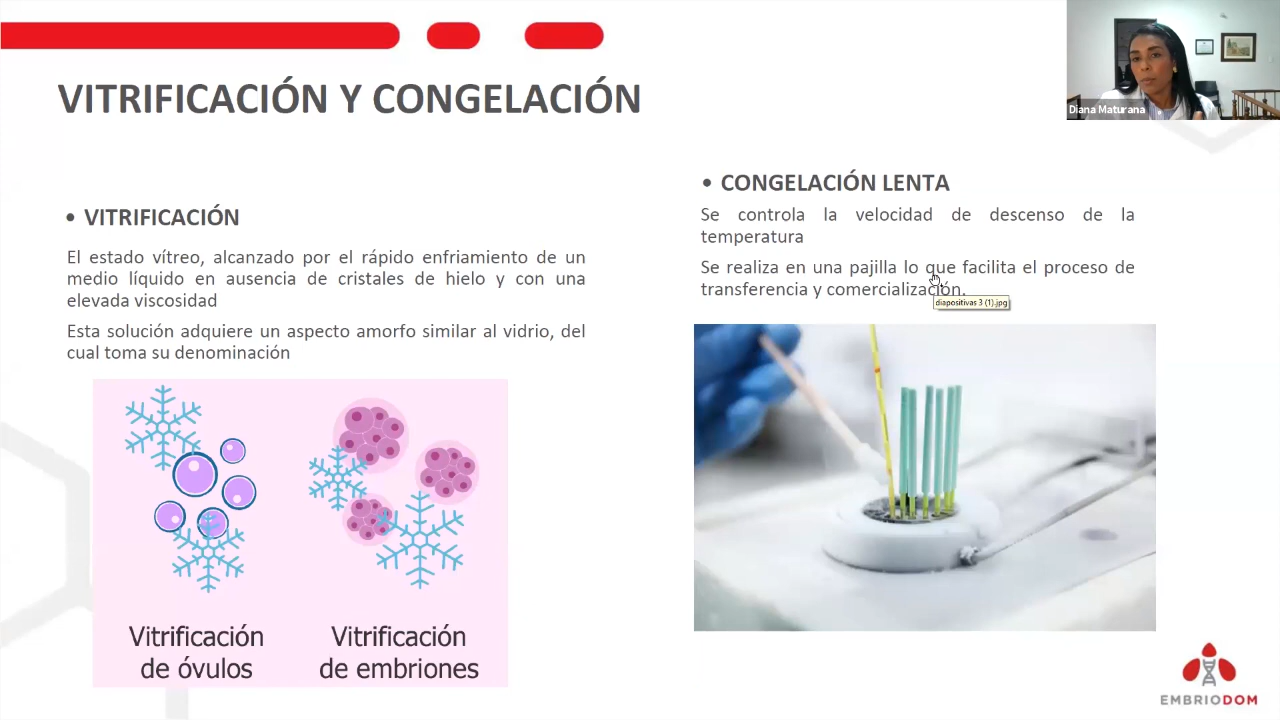 Diana Maturana
VITRIFICACIÓN Y CONGELACIÓN
• VITRIFICACIÓN
El estado vítreo, alcanzado por el rápido enfriamiento de un
medio líquido en ausencia de cristales de hielo y con una
elevada viscosidad
Esta solución adquiere un aspecto amorfo similar al vidrio, del
cual toma su denominación
Vitrificación
de óvulos
Vitrificación
de embriones
• CONGELACIÓN LENTA
Se controla la velocidad de descenso de la
temperatura
Se realiza en una pajilla lo que facilita el proceso de
transferencia y comercialización.
diapositivas 3 (1).jpg
EMBRIODOM